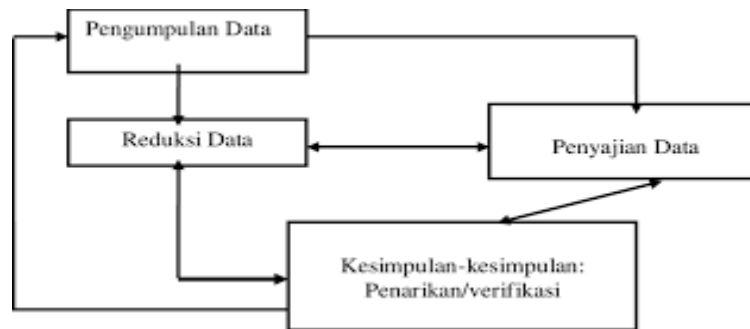 Pengumpulan Data
Reduksi Data
Penyajian Data
Kesimpulan-kesimpulan:
Penarikan/verifikasi